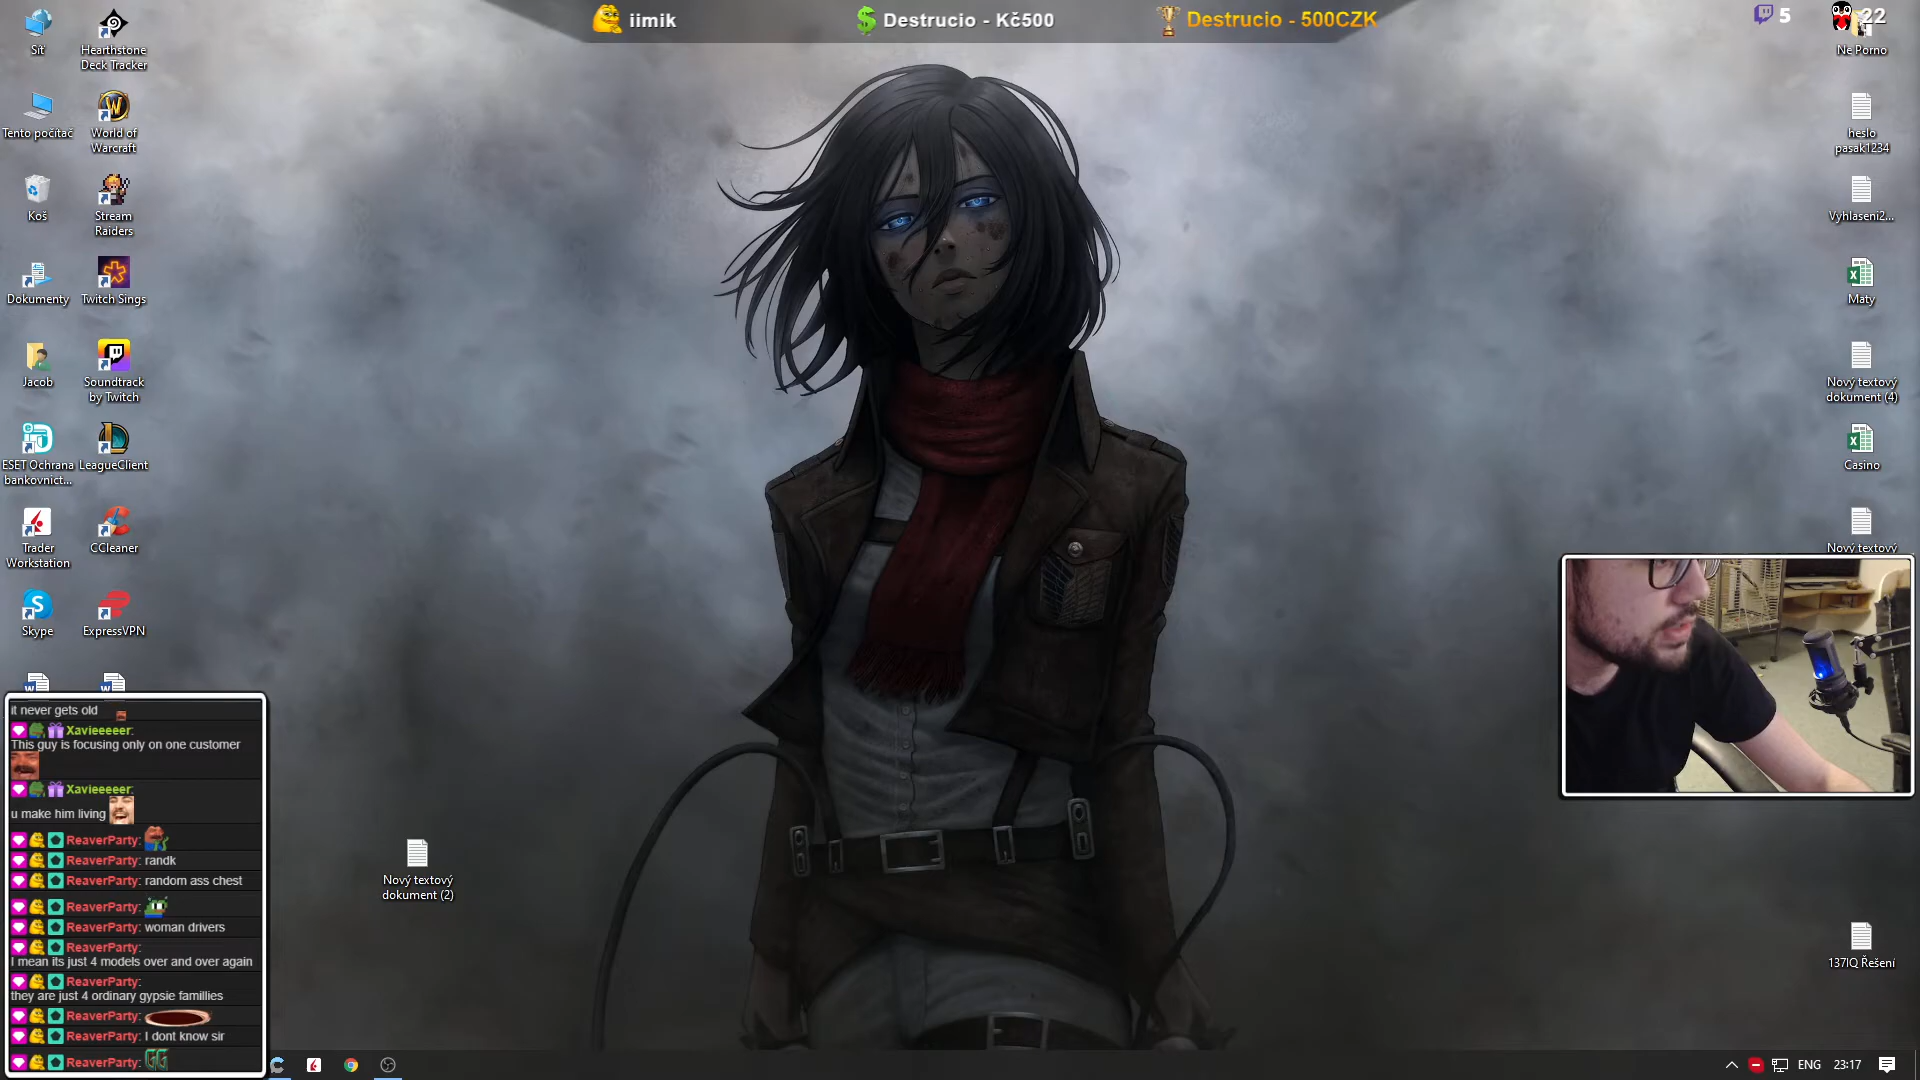 iimik
Destrucio - Kč500
Destrucio - 500CZK
5
22
Síť
Hearthstone
Deck Tracker
Ne Porno
Tento počítač
World of
Warcraft
heslo
pasak1234
Koš
Stream
Raiders
Vyhlaseni2...
Dokumenty
Twitch Sings
Maty
Jacob
Soundtrack
by Twitch
Nový textový
dokument (4)
ESET Ochrana
bankovnict...
LeagueClient
Casino
Trader
Workstation
CCleaner
Nový textový
Skype
ExpressVPN
it never gets old
Xavieeeeer:
This guy is focusing only on one customer
Xavieeeeer:
u make him living
ReaverParty:
ReaverParty: randk
ReaverParty: random ass chest
ReaverParty:
ReaverParty: woman drivers
ReaverParty:
I mean its just 4 models over and over again
ReaverParty:
they are just 4 ordinary gypsie famillies
ReaverParty:
ReaverParty: I dont know sir
ReaverParty: GG
Nový textový
dokument (2)
137IQ Řešení
ENG
23:17